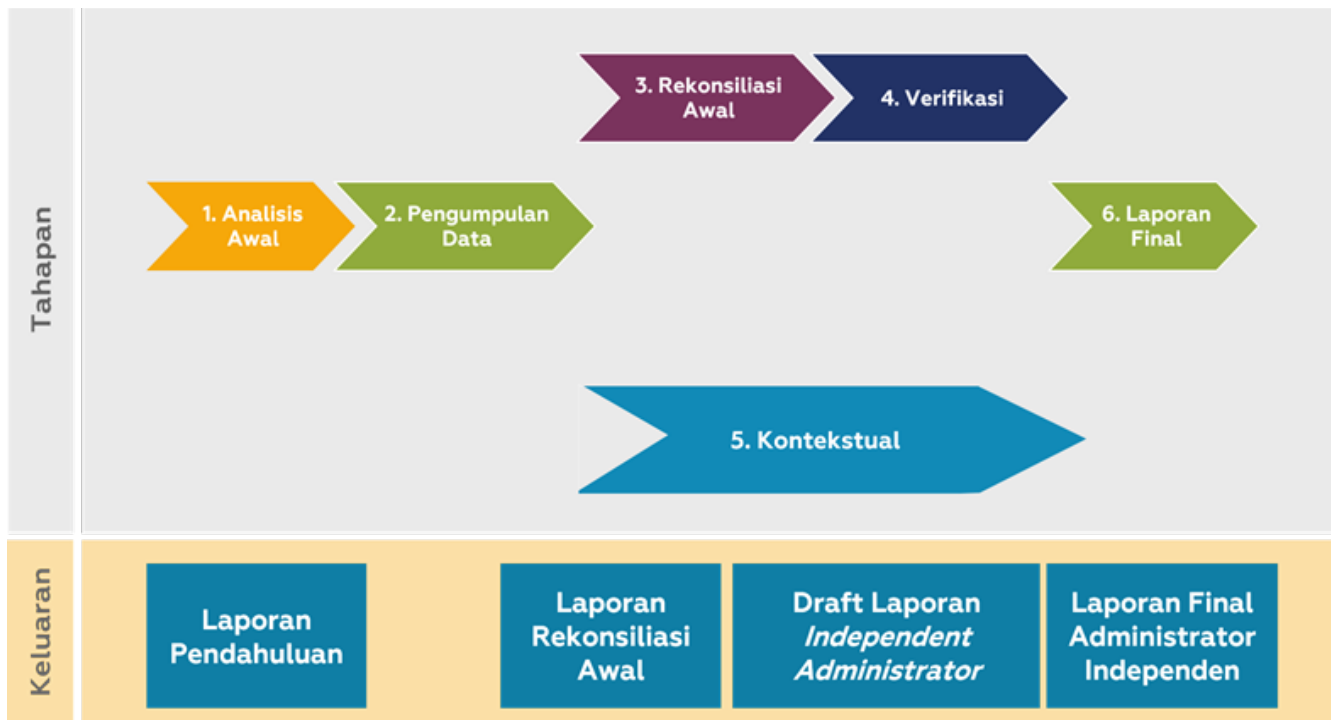 Tahapan
3. Rekonsiliasi
Awal
4. Verifikasi
1. Analisis
Awal
2. Pengumpulan
Data
6. Laporan
Final
5. Kontekstual
Keluaran
Laporan
Pendahuluan
Laporan
Rekonsiliasi
Awal
Draft Laporan
Independent
Administrator
Laporan Final
Administrator
Independen